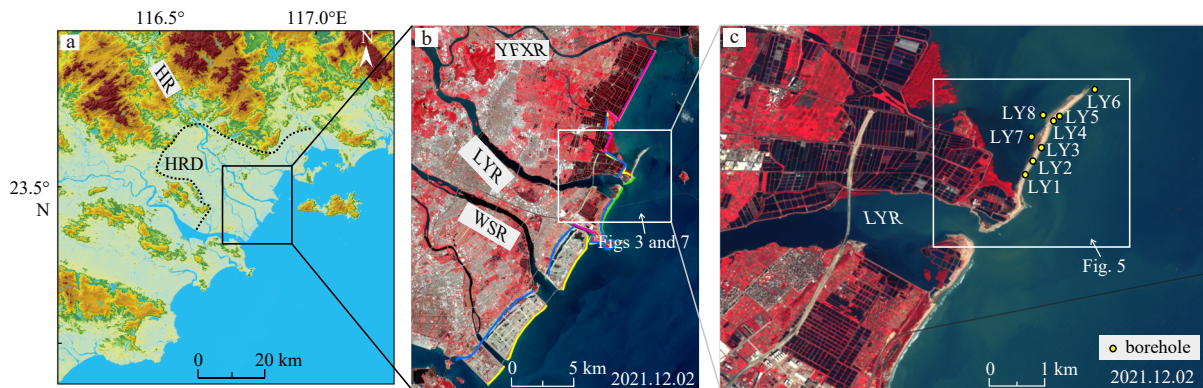 116.5° 117.0°E
a
N
HR
HRD
23.5°
N
0 20 km
b
YFXR
LYR
WSR
Figs 3 and 7
0 5 km
2021.12.02
c
LY6
LY8
LY5
LY4
LY7
LY3
LY2
LY1
LYR
Fig. 5
borehole
0 1 km
2021.12.02